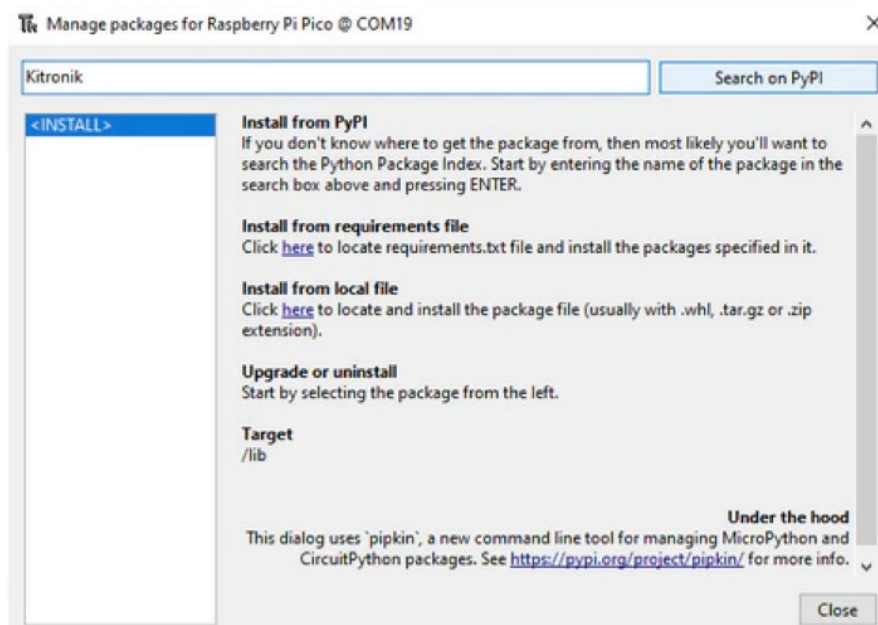 Manage packages for Raspberry Pi Pico @ COM19
Kitronik
Search on PyPI
<INSTALL>
Install from PyPI
If you don't know where to get the package from, then most likely you'll want to
search the Python Package Index. Start by entering the name of the package in the
search box above and pressing ENTER.
Install from requirements file
Click here to locate requirements.txt file and install the packages specified in it.
Install from local file
Click here to locate and install the package file (usually with .whl, .tar.gz or .zip
extension).
Upgrade or uninstall
Start by selecting the package from the left.
Target
/lib
Under the hood
This dialog uses `pipkin`, a new command line tool for managing MicroPython and
CircuitPython packages. See https://pypi.org/project/pipkin/ for more info.
Close